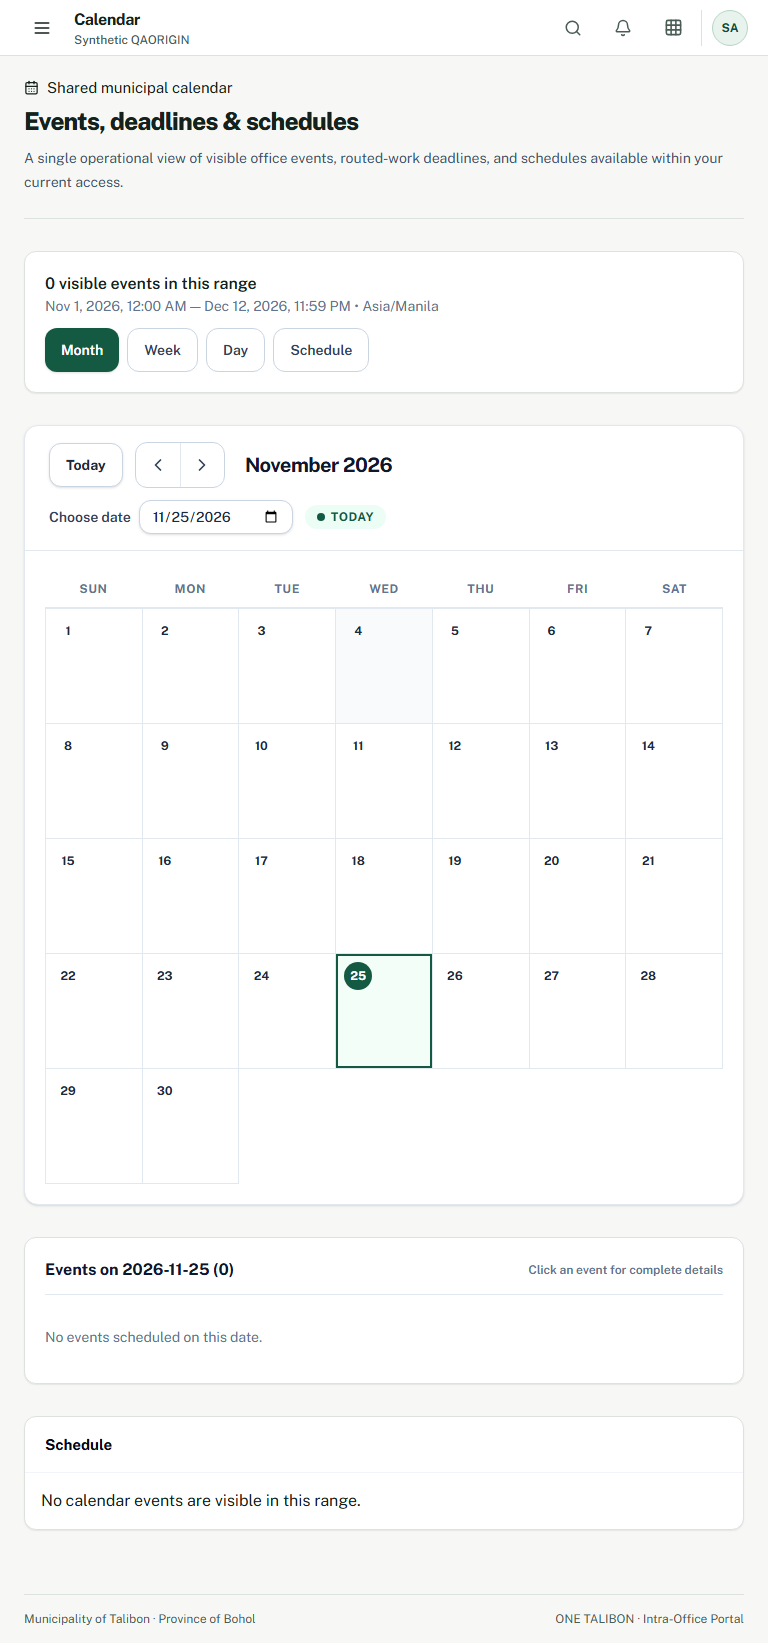 Calendar
Synthetic QAORIGIN
SA
Shared municipal calendar
Events, deadlines & schedules
A single operational view of visible office events, routed-work deadlines, and schedules available within your
current access.
0 visible events in this range
Nov 1, 2026, 12:00 AM — Dec 12, 2026, 11:59 PM • Asia/Manila
Month Week Day Schedule
Today November 2026
Choose date 11/25/2026 TODAY
SUN MON TUE WED THU FRI SAT
1 2 3 4 5 6 7
8 9 10 11 12 13 14
15 16 17 18 19 20 21
22 23 24 25 26 27 28
29 30
Events on 2026-11-25 (0) Click an event for complete details
No events scheduled on this date.
Schedule
No calendar events are visible in this range.
Municipality of Talibon · Province of Bohol ONE TALIBON · Intra-Office Portal